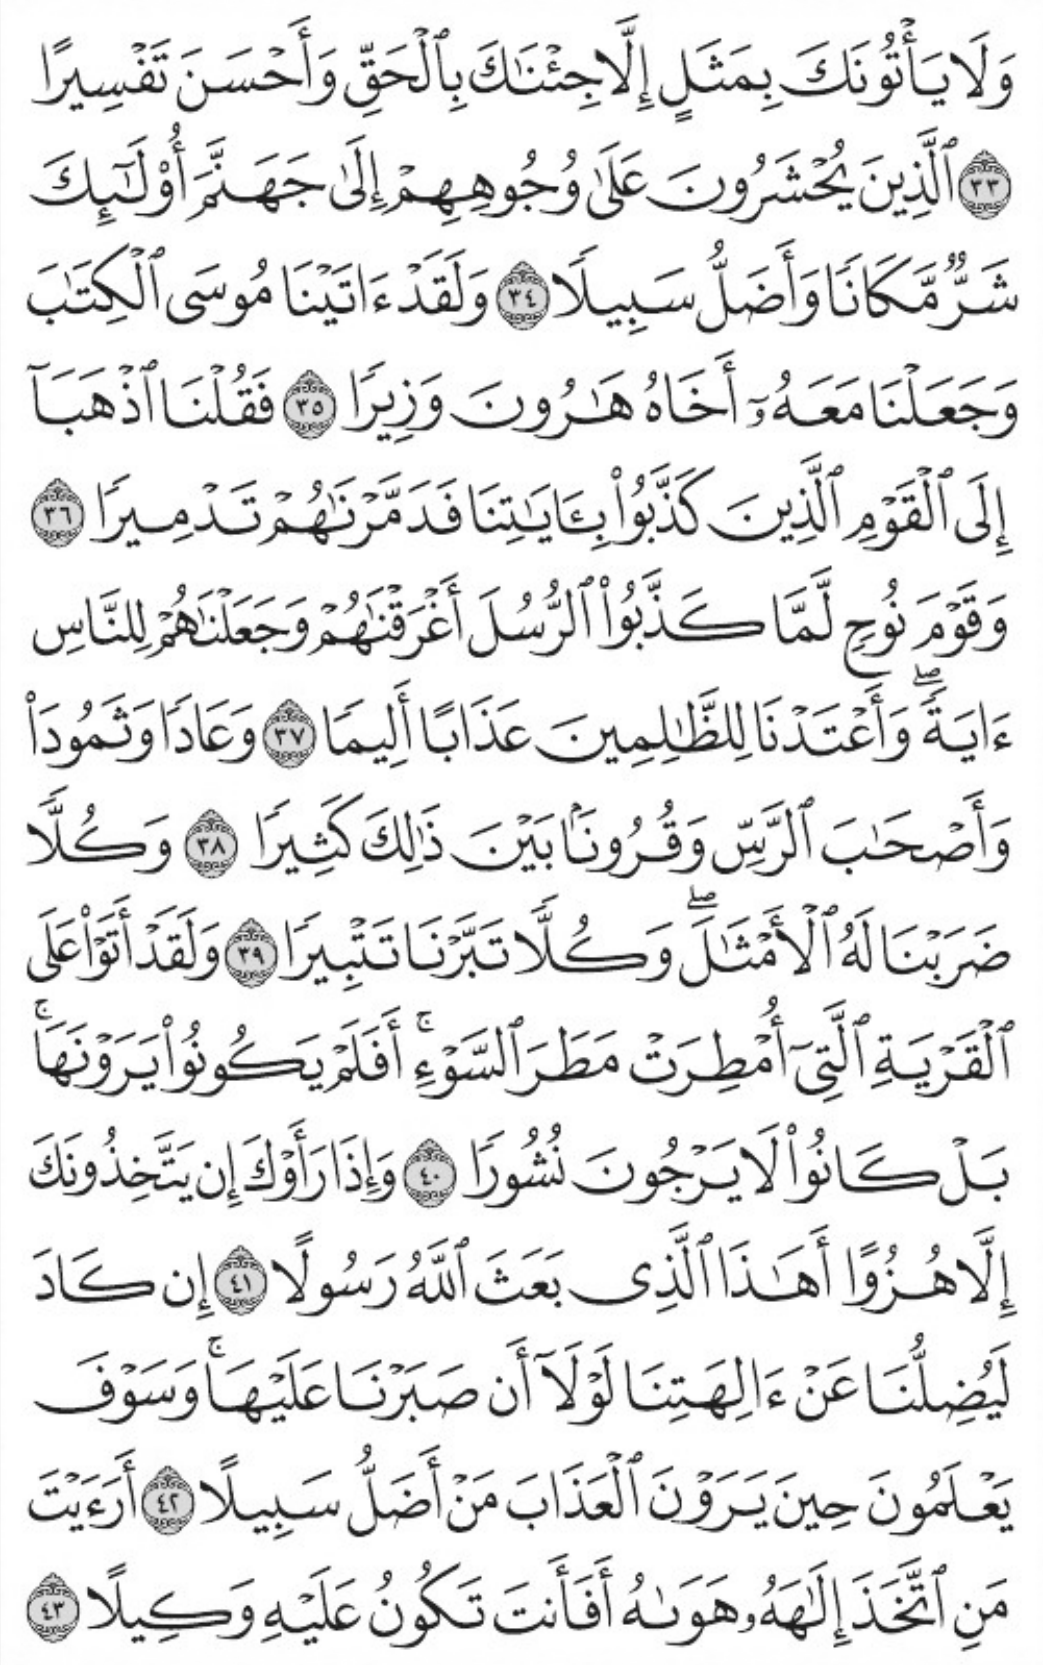 وَلَا يَأْتُونَكَ بِمَثَلٍ إِلَّا جِئْنَٰكَ بِٱلْحَقِّ وَأَحْسَنَ تَفْسِيرًا
٣٣ ٱلَّذِينَ يُحْشَرُونَ عَلَىٰ وُجُوهِهِمْ إِلَىٰ جَهَنَّمَ أُو۟لَٰٓئِكَ
شَرٌّ مَّكَانًا وَأَضَلُّ سَبِيلًا ٣٤ وَلَقَدْ ءَاتَيْنَا مُوسَى ٱلْكِتَٰبَ
وَجَعَلْنَا مَعَهُۥٓ أَخَاهُ هَٰرُونَ وَزِيرًا ٣٥ فَقُلْنَا ٱذْهَبَآ
إِلَى ٱلْقَوْمِ ٱلَّذِينَ كَذَّبُوا۟ بِـَٔايَٰتِنَا فَدَمَّرْنَٰهُمْ تَدْمِيرًا ٣٦
وَقَوْمَ نُوحٍ لَّمَّا كَذَّبُوا۟ ٱلرُّسُلَ أَغْرَقْنَٰهُمْ وَجَعَلْنَٰهُمْ لِلنَّاسِ
ءَايَةً ۖ وَأَعْتَدْنَا لِلظَّٰلِمِينَ عَذَابًا أَلِيمًا ٣٧ وَعَادًا وَثَمُودَا۟
وَأَصْحَٰبَ ٱلرَّسِّ وَقُرُونًۢا بَيْنَ ذَٰلِكَ كَثِيرًا ٣٨ وَكُلًّا
ضَرَبْنَا لَهُ ٱلْأَمْثَٰلَ ۖ وَكُلًّا تَبَّرْنَا تَتْبِيرًا ٣٩ وَلَقَدْ أَتَوْا۟ عَلَى
ٱلْقَرْيَةِ ٱلَّتِىٓ أُمْطِرَتْ مَطَرَ ٱلسَّوْءِ ۚ أَفَلَمْ يَكُونُوا۟ يَرَوْنَهَا ۚ
بَلْ كَانُوا۟ لَا يَرْجُونَ نُشُورًا ٤٠ وَإِذَا رَأَوْكَ إِن يَتَّخِذُونَكَ
إِلَّا هُزُوًا أَهَٰذَا ٱلَّذِى بَعَثَ ٱللَّهُ رَسُولًا ٤١ إِن كَادَ
لَيُضِلُّنَا عَنْ ءَالِهَتِنَا لَوْلَآ أَن صَبَرْنَا عَلَيْهَا ۚ وَسَوْفَ
يَعْلَمُونَ حِينَ يَرَوْنَ ٱلْعَذَابَ مَنْ أَضَلُّ سَبِيلًا ٤٢ أَرَءَيْتَ
مَنِ ٱتَّخَذَ إِلَٰهَهُۥ هَوَىٰهُ أَفَأَنتَ تَكُونُ عَلَيْهِ وَكِيلًا ٤٣